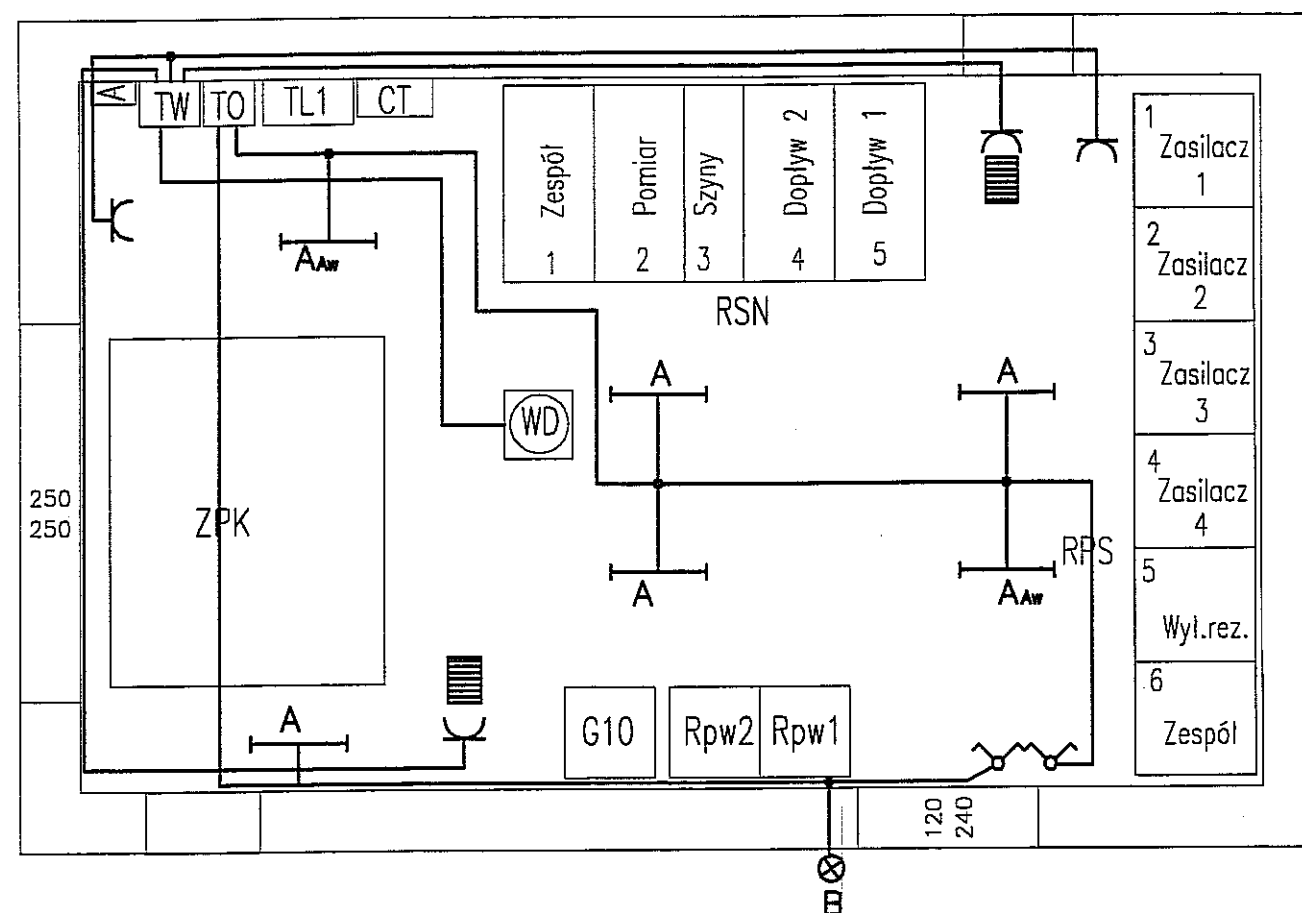 A
TW
TO
TL1
CT
Zespół
1
Pomiar
2
Szyny
3
Dopływ 2
4
Dopływ 1
5
RSN
1
Zasilacz
1
2
Zasilacz
2
3
Zasilacz
3
4
Zasilacz
4
5
Wył.rez.
6
Zespół
AAw
A
A
WD
250
250
ZPK
RPS
A
AAw
A
G10
Rpw2
Rpw1
120
240